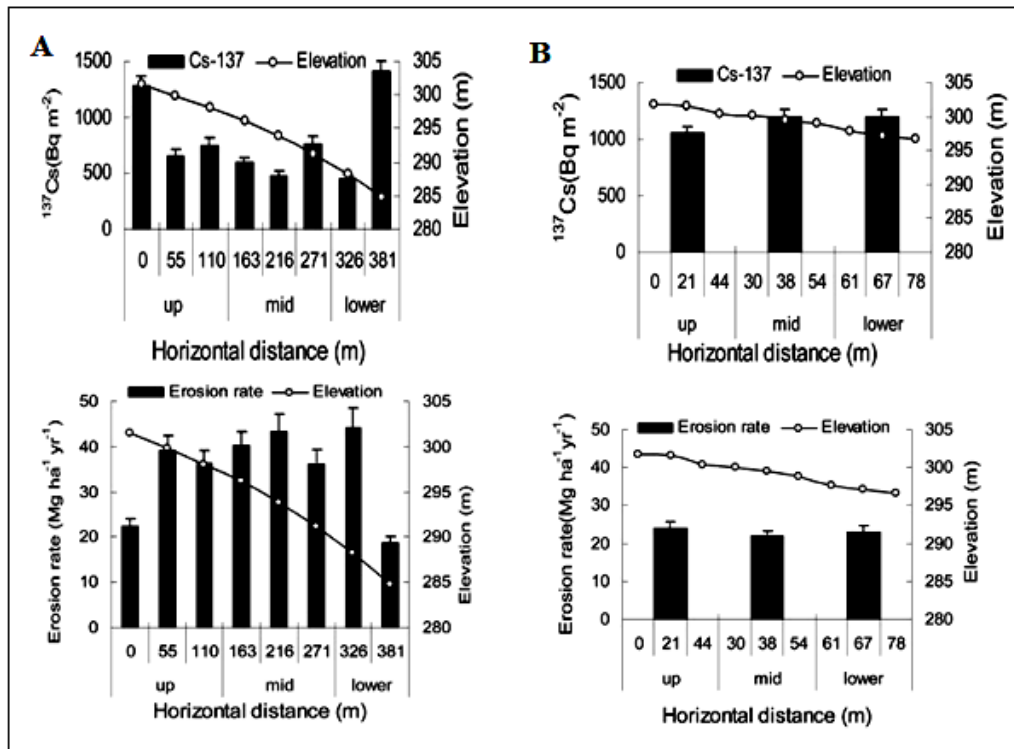 A
Cs-137 Elevation
1500 305
1000 300
500 295
0 290
285
280
¹³⁷Cs(Bq m⁻²)
Elevation (m)
0 55 110 163 216 271 326 381
up mid lower
Horizontal distance (m)
B
Cs-137 Elevation
1500 305
1000 300
500 295
0 290
285
280
¹³⁷Cs(Bq m⁻²)
Elevation (m)
0 21 44 30 38 54 61 67 78
up mid lower
Horizontal distance (m)
Erosion rate Elevation
50 305
40 300
30 295
20 290
10 285
0 280
Erosion rate (Mg ha⁻¹ yr⁻¹)
Elevation (m)
0 55 110 163 216 271 326 381
up mid lower
Horizontal distance (m)
Erosion rate Elevation
50 305
40 300
30 295
20 290
10 285
0 280
Erosion rate(Mg ha⁻¹yr⁻¹)
Elevation (m)
0 21 44 30 38 54 61 67 78
up mid lower
Horizontal distance (m)